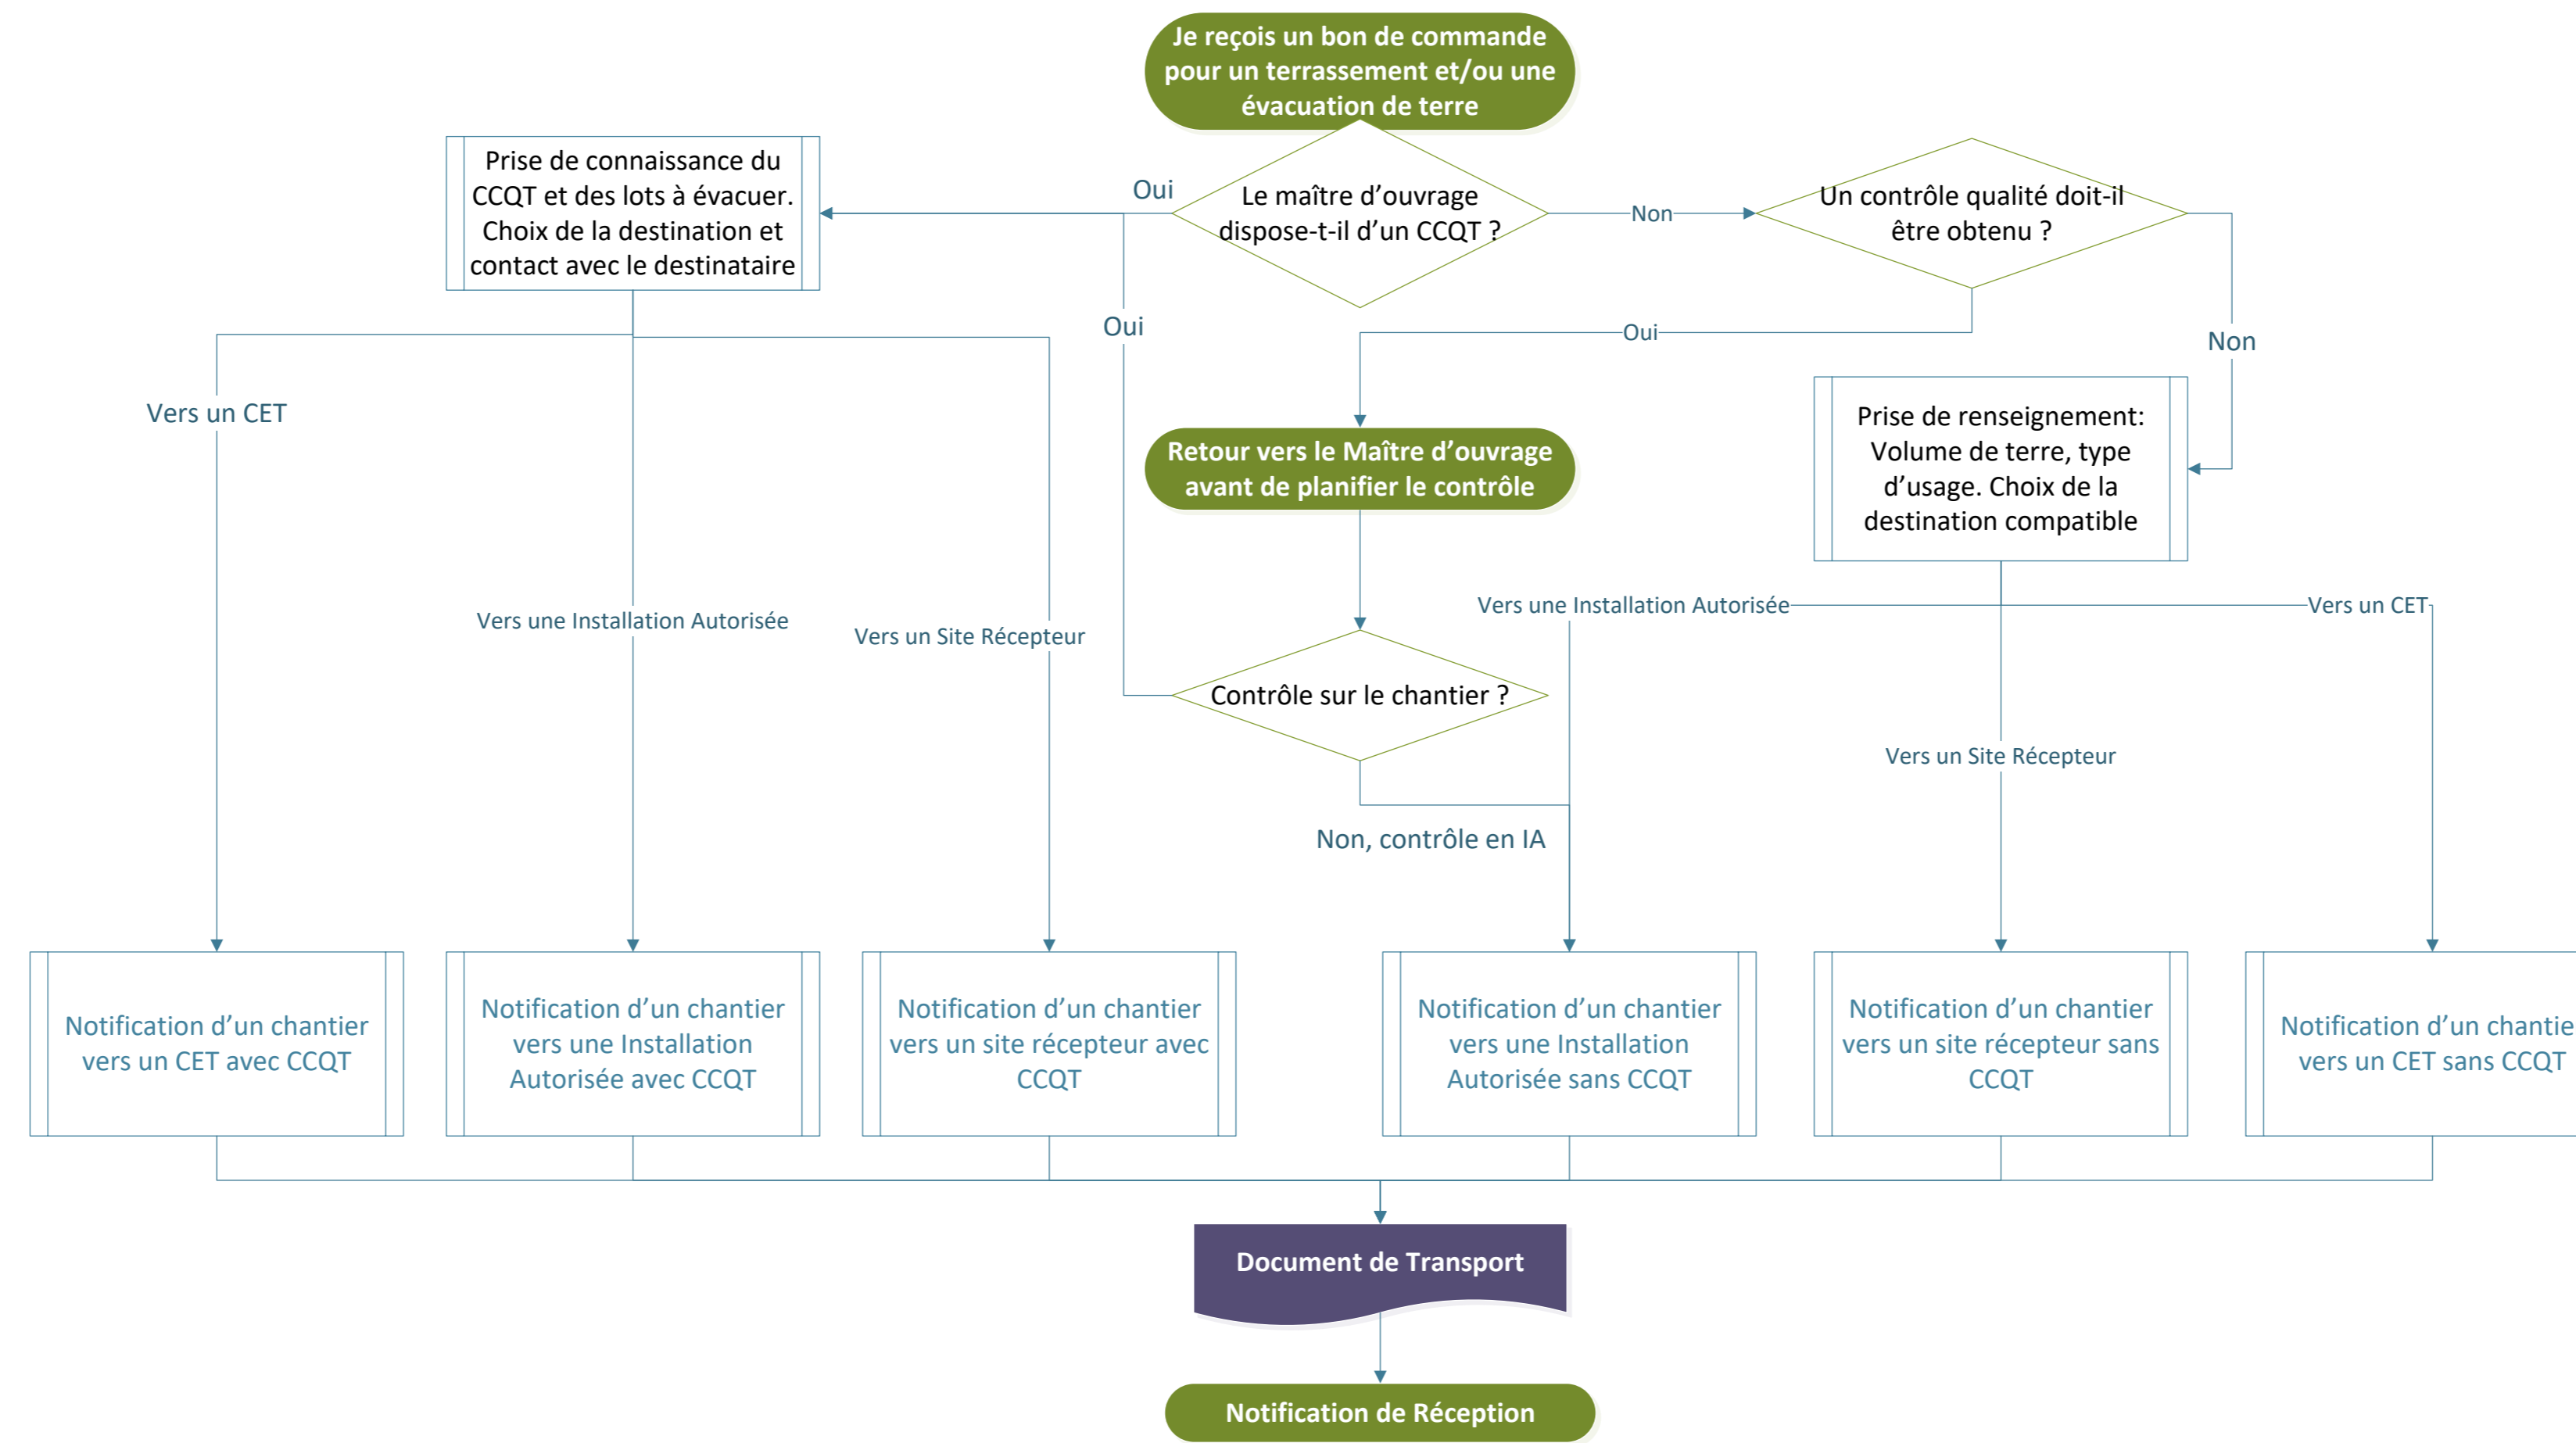 Je reçois un bon de commande
pour un terrassement et/ou une
évacuation de terre
Prise de connaissance du
CCQT et des lots à évacuer.
Choix de la destination et
contact avec le destinataire
Oui
Le maître d’ouvrage
dispose-t-il d’un CCQT ?
Non
Un contrôle qualité doit-il
être obtenu ?
Oui
Oui
Non
Vers un CET
Retour vers le Maître d’ouvrage
avant de planifier le contrôle
Prise de renseignement:
Volume de terre, type
d’usage. Choix de la
destination compatible
Vers une Installation Autorisée
Vers un Site Récepteur
Vers une Installation Autorisée
Vers un CET
Contrôle sur le chantier ?
Vers un Site Récepteur
Non, contrôle en IA
Notification d’un chantier
vers un CET avec CCQT
Notification d’un chantier
vers une Installation
Autorisée avec CCQT
Notification d’un chantier
vers un site récepteur avec
CCQT
Notification d’un chantier
vers une Installation
Autorisée sans CCQT
Notification d’un chantier
vers un site récepteur sans
CCQT
Notification d’un chantie
vers un CET sans CCQT
Document de Transport
Notification de Réception